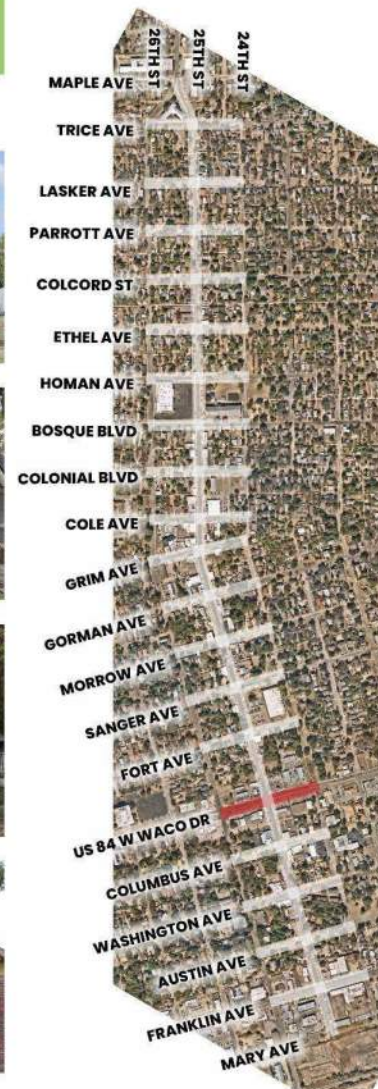 26TH ST
25TH ST
24TH ST
MAPLE AVE
TRICE AVE
LASKER AVE
PARROTT AVE
COLCORD ST
ETHEL AVE
HOMAN AVE
BOSQUE BLVD
COLONIAL BLVD
COLE AVE
GRIM AVE
GORMAN AVE
MORROW AVE
SANGER AVE
FORT AVE
US 84 W WACO DR
COLUMBUS AVE
WASHINGTON AVE
AUSTIN AVE
FRANKLIN AVE
MARY AVE